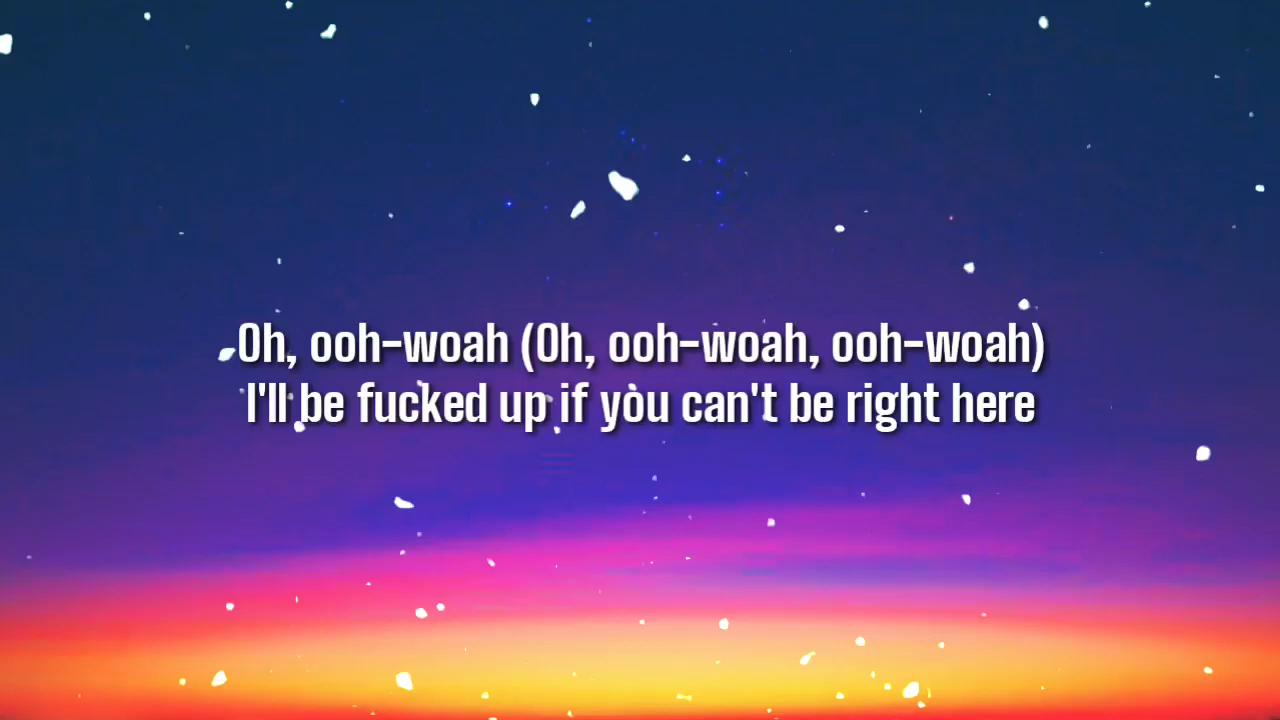 Oh, ooh-woah (Oh, ooh-woah, ooh-woah)
I'll be fucked up if you can't be right here